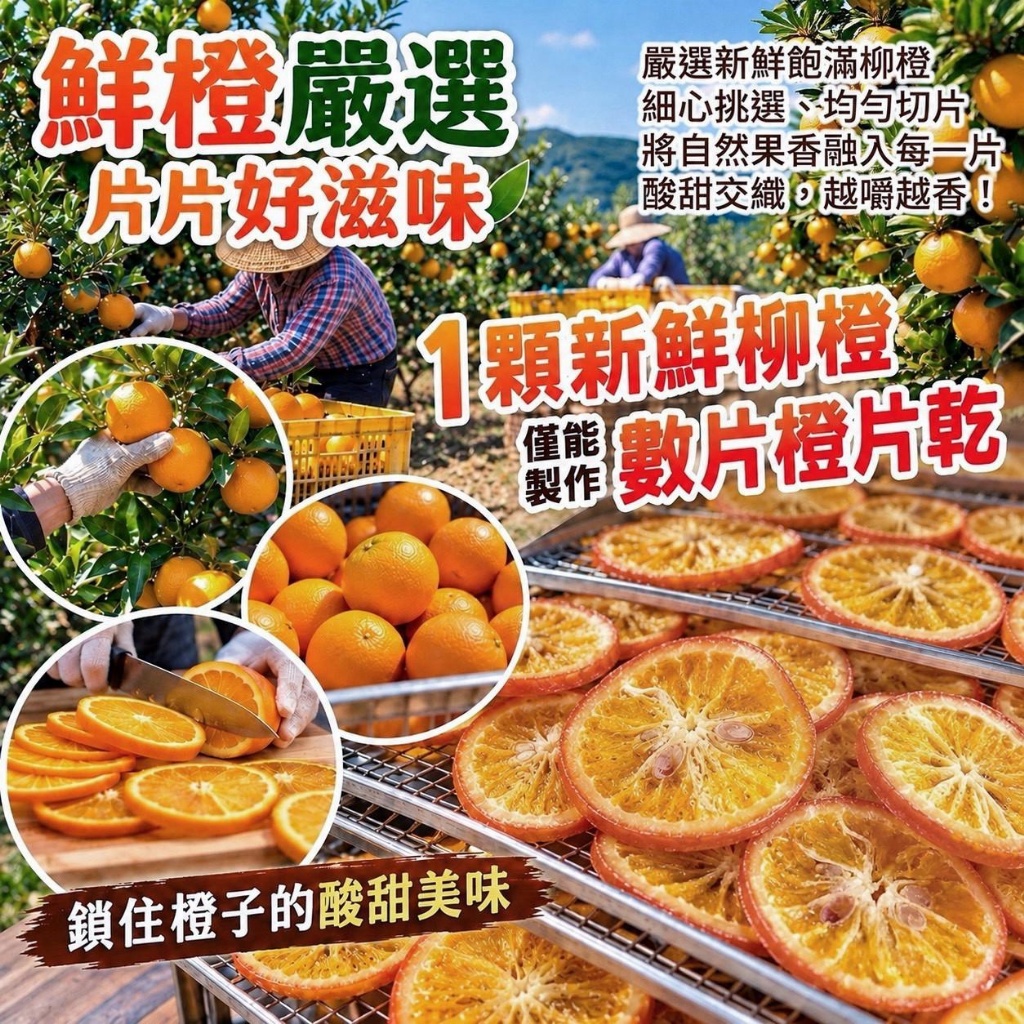 鮮橙嚴選
片片好滋味
嚴選新鮮飽滿柳橙
細心挑選、均勻切片
將自然果香融入每一片
酸甜交織，越嚼越香！
1顆新鮮柳橙
僅能
製作
數片橙片乾
鎖住橙子的酸甜美味